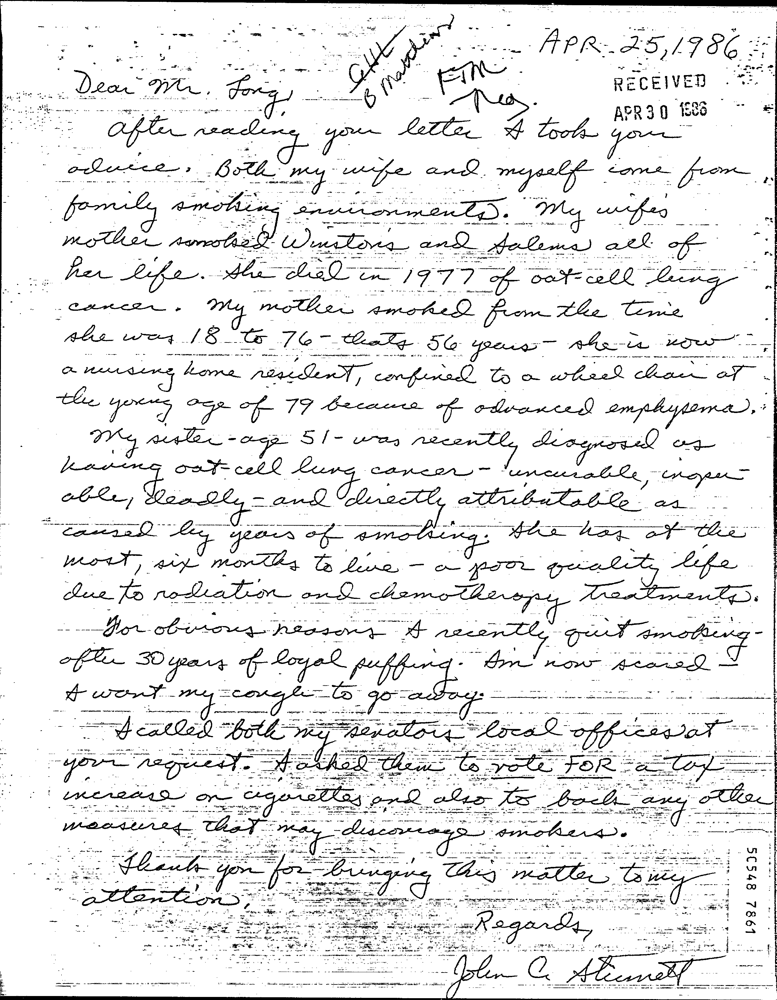 APR. 25, 1986
GHL
B Matthews
FTM
Neg.
RECEIVED
APR 30 1986
Dear Mr. Long,
After reading your letter I took your
advice. Both my wife and myself come from
family smoking environments. My wife's
mother smoked Winston's and Salems all of
her life. She died in 1977 of oat-cell lung
cancer. My mother smoked from the time
she was 18 to 76 - thats 56 years - she is now
a nursing home resident, confined to a wheel chair at
the young age of 79 because of advanced emphysema.
My sister - age 51 - was recently diagnosed as
having oat-cell lung cancer - uncurable, inoper-
able, deadly - and directly attributable as
caused by years of smoking. She has at the
most, six months to live - a poor quality life
due to radiation and chemotherapy treatments.
For obvious reasons I recently quit smoking -
after 30 years of loyal puffing. Am now scared -
I want my cough to go away.
I called both my senators local offices at
your request. I asked them to vote FOR a tax
increase on cigarettes and also to back any other
measures that may discourage smokers.
Thank you for bringing this matter to my
attention.
Regards,
John C.
50548 7861